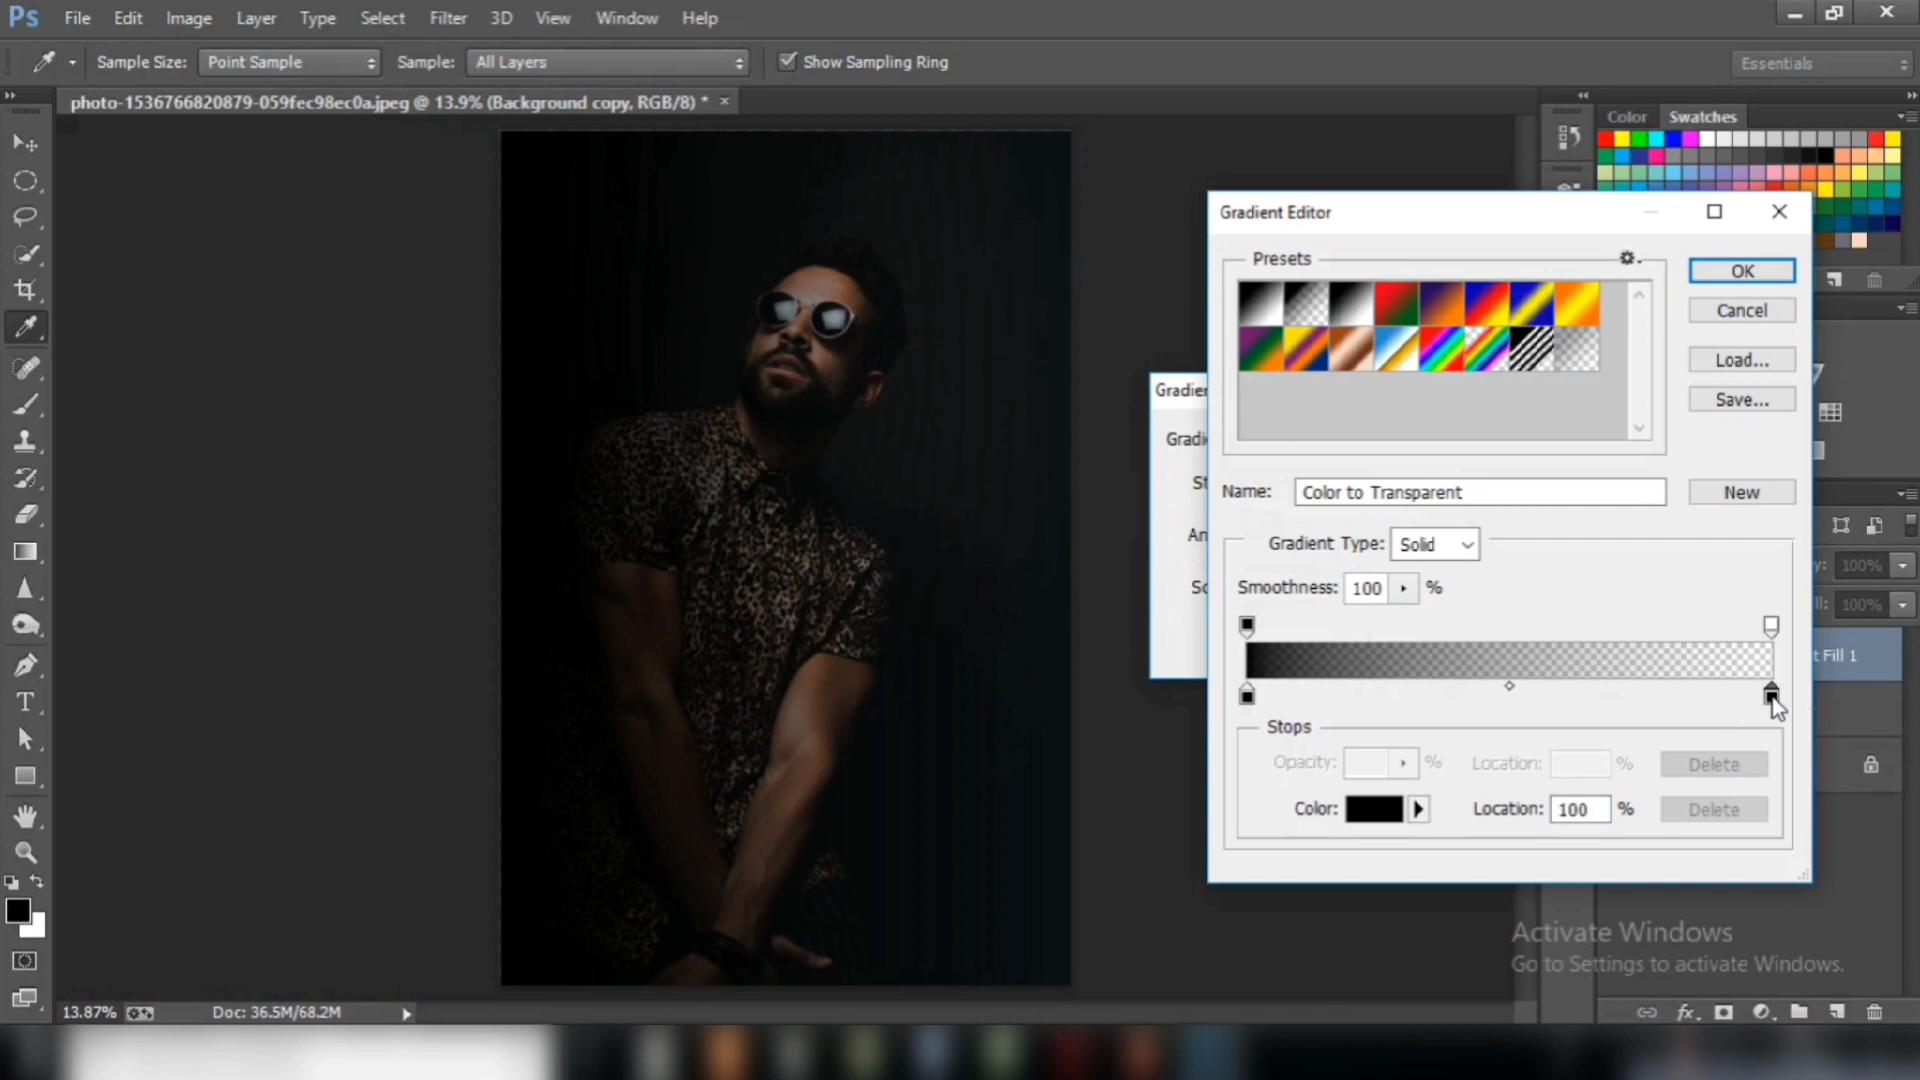 Ps File Edit Image Layer Type Select Filter 3D View Window Help
Sample Size: Point Sample Sample: All Layers Show Sampling Ring Essentials
photo-1536766820879-059fec98ec0a.jpeg @ 13.9% (Background copy, RGB/8) * ×
Color Swatches
Gradient Editor
Presets
OK
Cancel
Load...
Save...
Name: Color to Transparent New
Gradient Type: Solid
Smoothness: 100 %
100%
100%
t Fill 1
Stops
Opacity: % Location: % Delete
Color: Location: 100 % Delete
Activate Windows
Go to Settings to activate Windows.
13.87% Doc: 36.5M/68.2M
fx
T